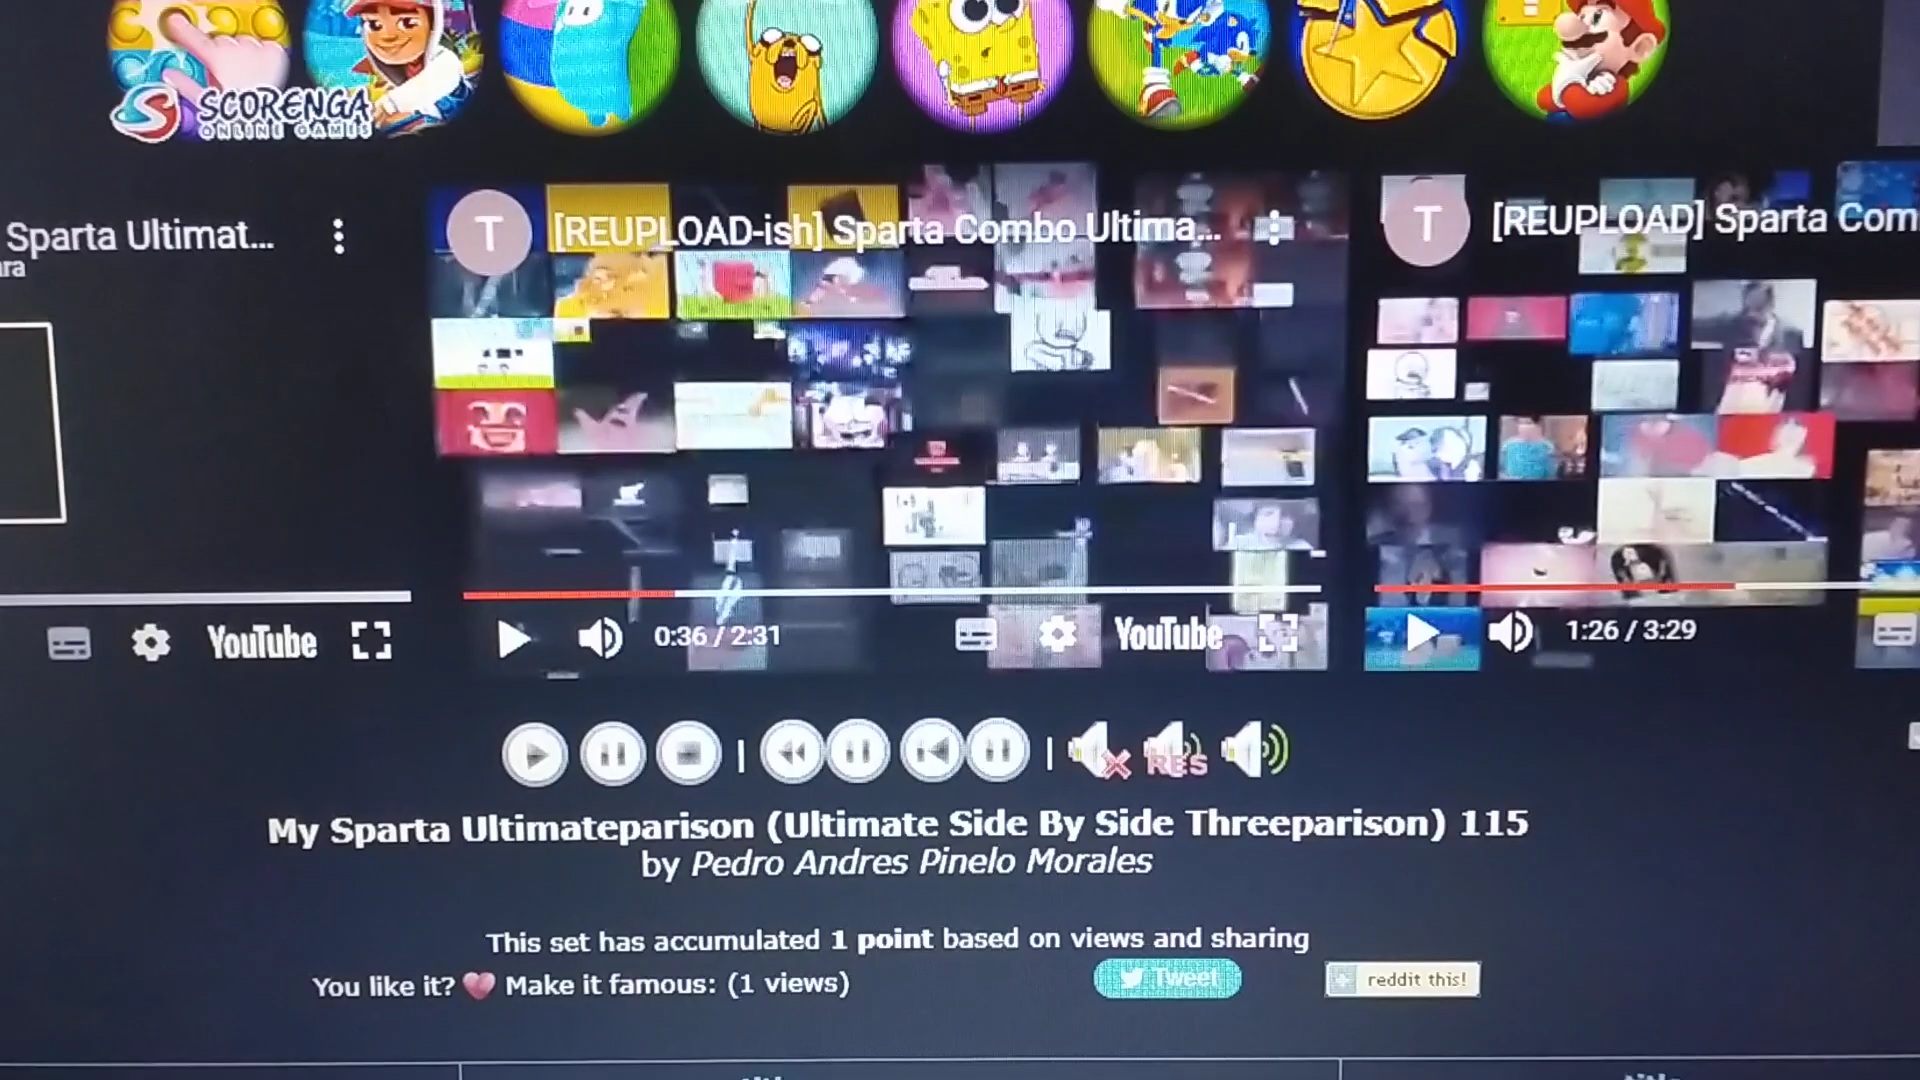 SCORENGA
ONLINE GAMES
Sparta Ultimat...
ra
T
[REUPLOAD-ish] Sparta Combo Ultima...
T
[REUPLOAD] Sparta Com
YouTube
0:36 / 2:31
YouTube
1:26 / 3:29
RES
My Sparta Ultimateparison (Ultimate Side By Side Threeparison) 115
by Pedro Andres Pinelo Morales
This set has accumulated 1 point based on views and sharing
You like it? Make it famous: (1 views)
Tweet
reddit this!